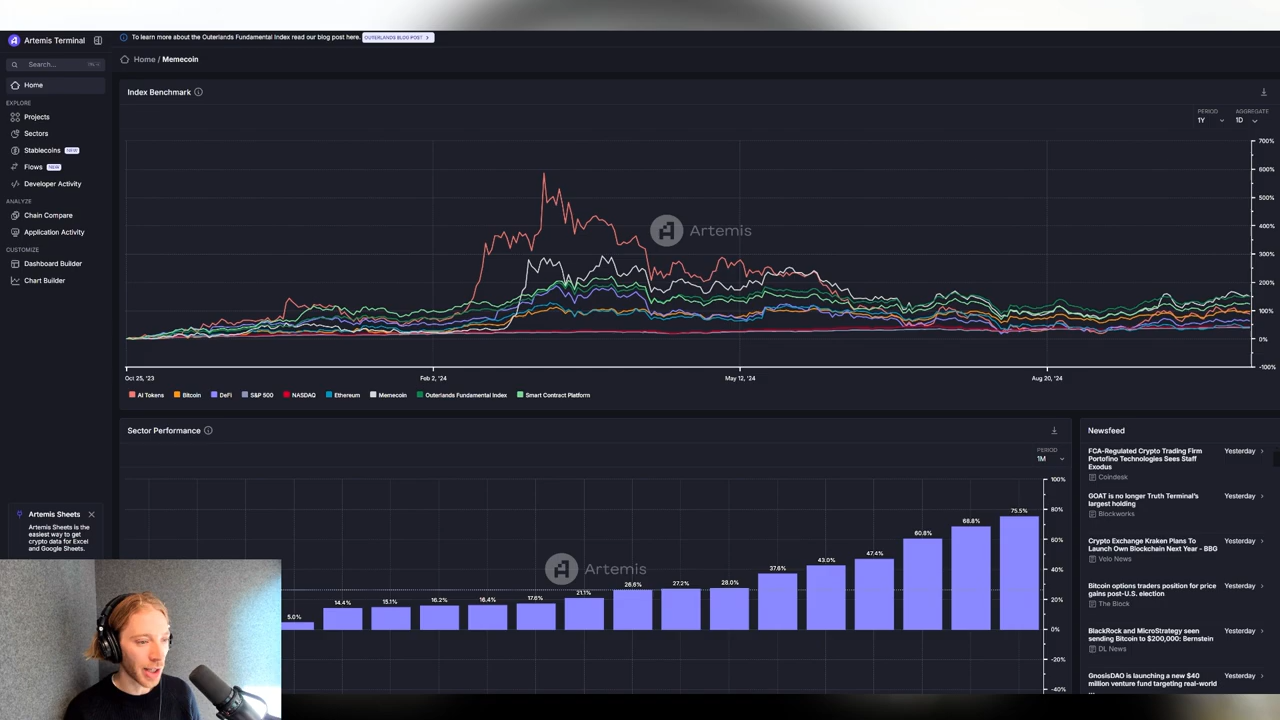 Artemis Terminal
To learn more about the Outerlands Fundamental Index read our blog post here.
OUTERLANDS BLOG POST >
Search...
Home / Memecoin
Home
EXPLORE
Projects
Sectors
Stablecoins NEW
Flows NEW
Developer Activity
ANALYZE
Chain Compare
Application Activity
CUSTOMIZE
Dashboard Builder
Chart Builder
Index Benchmark
PERIOD
1Y
AGGREGATE
1D
700%
600%
500%
400%
300%
200%
100%
0%
-100%
Artemis
Oct 25, '23
Feb 2, '24
May 12, '24
Aug 20, '24
AI Tokens
Bitcoin
DeFi
S&P 500
NASDAQ
Ethereum
Memecoin
Outerlands Fundamental Index
Smart Contract Platform
Sector Performance
PERIOD
1M
100%
80%
60%
40%
20%
0%
-20%
-40%
Artemis
5.0%
14.4%
15.1%
16.2%
16.4%
17.6%
21.1%
26.6%
27.2%
28.0%
37.6%
43.0%
47.4%
60.6%
68.8%
75.5%
Newsfeed
FCA-Regulated Crypto Trading Firm
Portofino Technologies Sees Staff
Exodus
Yesterday
Coindesk
GOAT is no longer Truth Terminal's
largest holding
Yesterday
Blockworks
Crypto Exchange Kraken Plans To
Launch Own Blockchain Next Year - BBG
Yesterday
Velo News
Bitcoin options traders position for price
gains post-U.S. election
Yesterday
The Block
BlackRock and MicroStrategy seen
sending Bitcoin to $200,000: Bernstein
Yesterday
DL News
GnosisDAO is launching a new $40
million venture fund targeting real-world
...
Yesterday
Artemis Sheets
Artemis Sheets is the
easiest way to get
crypto data for Excel
and Google Sheets.